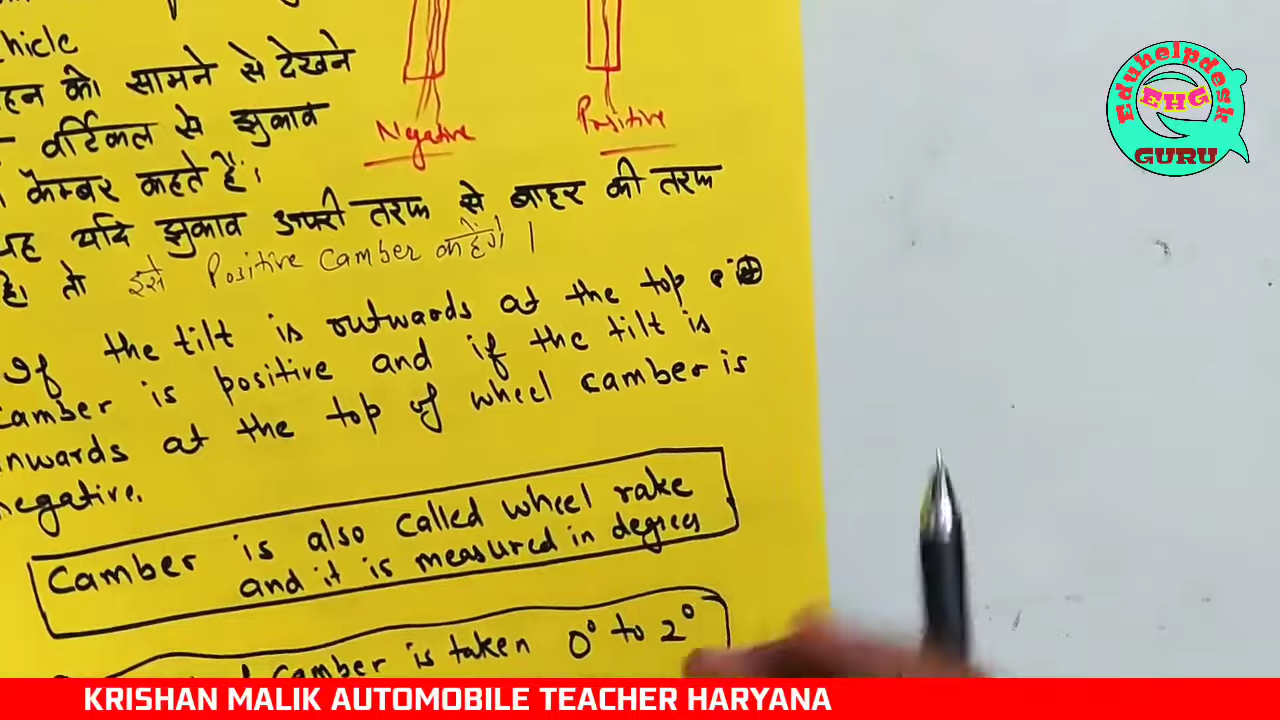 hicle
हन को सामने से देखने
वर्टिकल से झुकाव
कैम्बर कहते हैं।
Negative
Positive
यह यदि झुकाव ऊपरी तरफ से बाहर की तरफ
है। तो इसे Positive camber कहेंगे।
If the tilt is outwards at the top
camber is positive and if the tilt is
inwards at the top of wheel camber is
negative.
Camber is also called wheel rake
and it is measured in degrees
camber is taken 0° to 2°
Eduhelpdesk
EHG
GURU
KRISHAN MALIK AUTOMOBILE TEACHER HARYANA